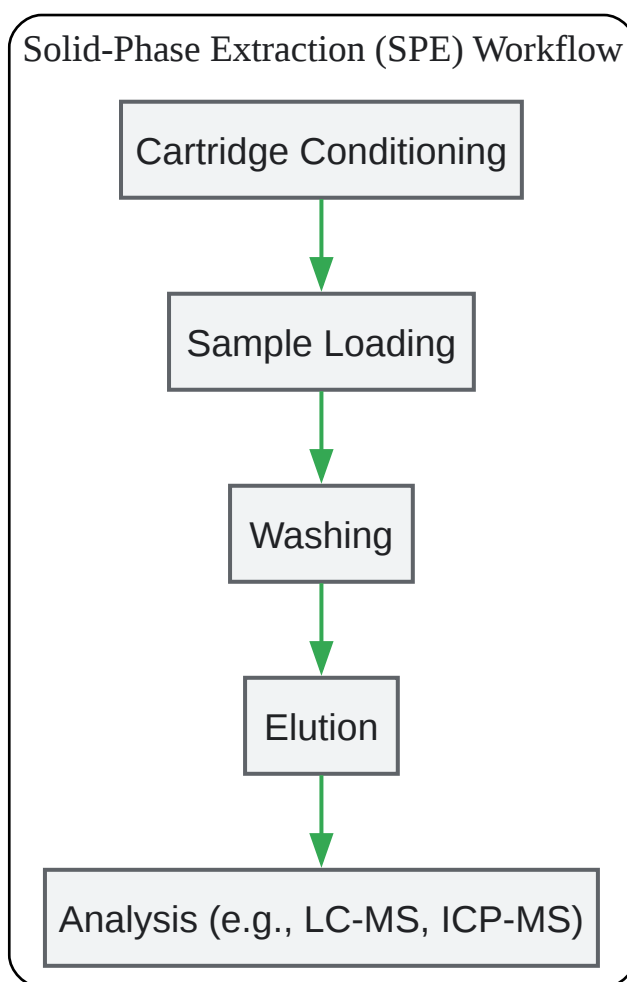 Solid-Phase Extraction (SPE) Workflow
Cartridge Conditioning
Sample Loading
Washing
Elution
Analysis (e.g., LC-MS, ICP-MS)